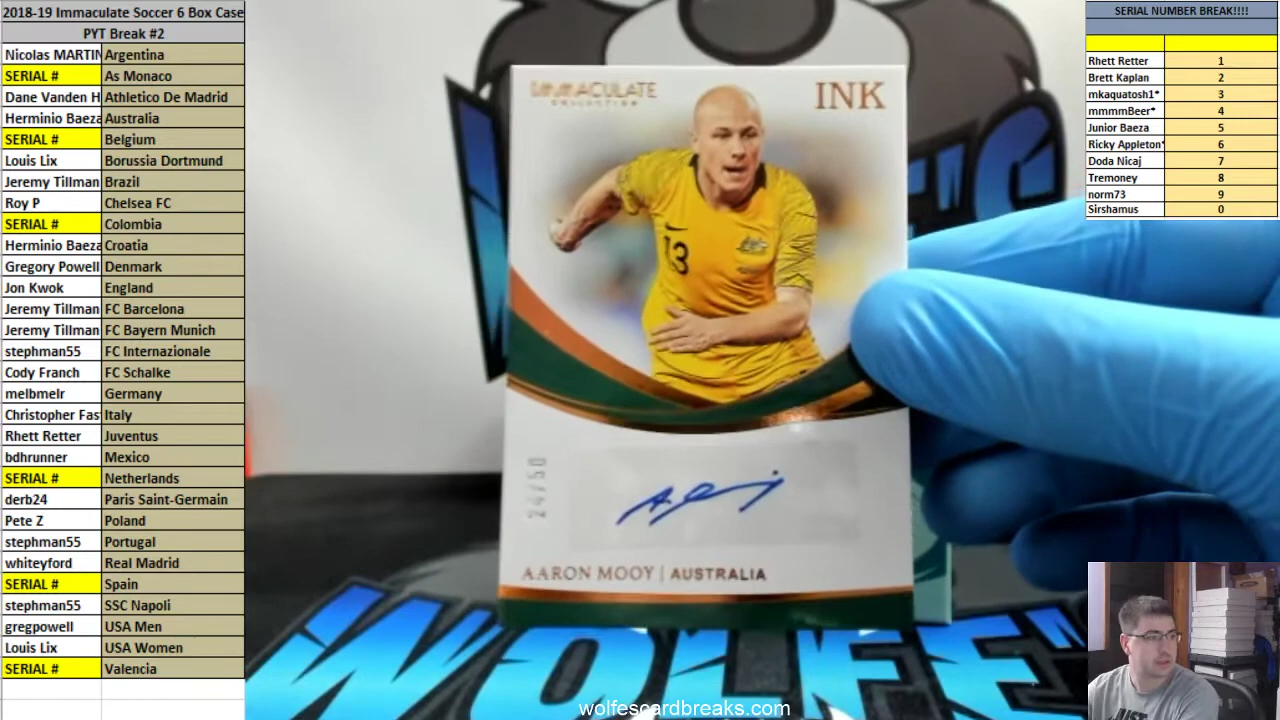 2018-19 Immaculate Soccer 6 Box Case
PYT Break #2
Nicolas MARTIN Argentina
SERIAL # As Monaco
Dane Vanden H Athletico De Madrid
Herminio Baeza Australia
SERIAL # Belgium
Louis Lix Borussia Dortmund
Jeremy Tillman Brazil
Roy P Chelsea FC
SERIAL # Colombia
Herminio Baeza Croatia
Gregory Powell Denmark
Jon Kwok England
Jeremy Tillman FC Barcelona
Jeremy Tillman FC Bayern Munich
stephman55 FC Internazionale
Cody Franch FC Schalke
melbmelr Germany
Christopher Fas Italy
Rhett Retter Juventus
bdhrunner Mexico
SERIAL # Netherlands
derb24 Paris Saint-Germain
Pete Z Poland
stephman55 Portugal
whiteyford Real Madrid
SERIAL # Spain
stephman55 SSC Napoli
gregpowell USA Men
Louis Lix USA Women
SERIAL # Valencia
IMMACULATE
COLLECTION
INK
13
24/50
AARON MOOY | AUSTRALIA
WOLFE'
wolfescardbreaks.com
SERIAL NUMBER BREAK!!!!
Rhett Retter 1
Brett Kaplan 2
mkaquatosh1* 3
mmmmBeer* 4
Junior Baeza 5
Ricky Appleton* 6
Doda Nicaj 7
Tremoney 8
norm73 9
Sirshamus 0